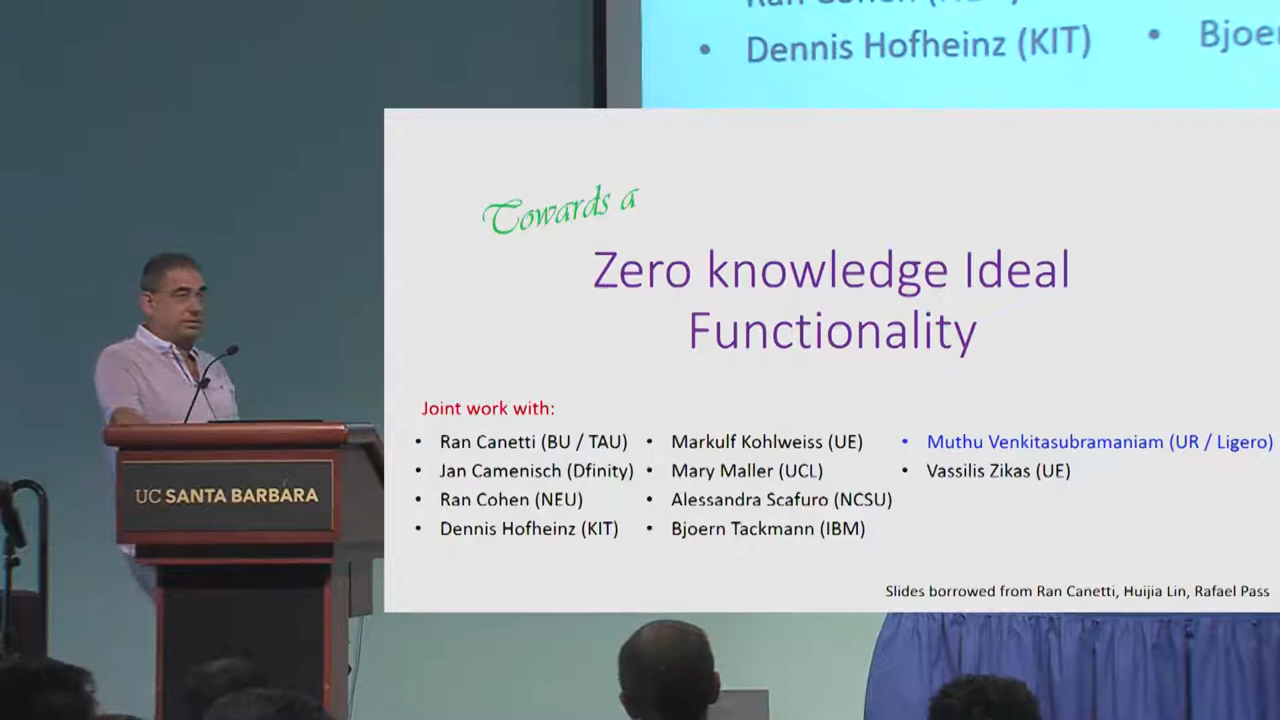 Dennis Hofheinz (KIT)
Towards a
Zero knowledge Ideal
Functionality
Joint work with:
Ran Canetti (BU / TAU)
Jan Camenisch (Dfinity)
Ran Cohen (NEU)
Dennis Hofheinz (KIT)
Markulf Kohlweiss (UE)
Mary Maller (UCL)
Alessandra Scafuro (NCSU)
Bjoern Tackmann (IBM)
Muthu Venkitasubramaniam (UR / Ligero)
Vassilis Zikas (UE)
Slides borrowed from Ran Canetti, Huijia Lin, Rafael Pass
UC SANTA BARBARA